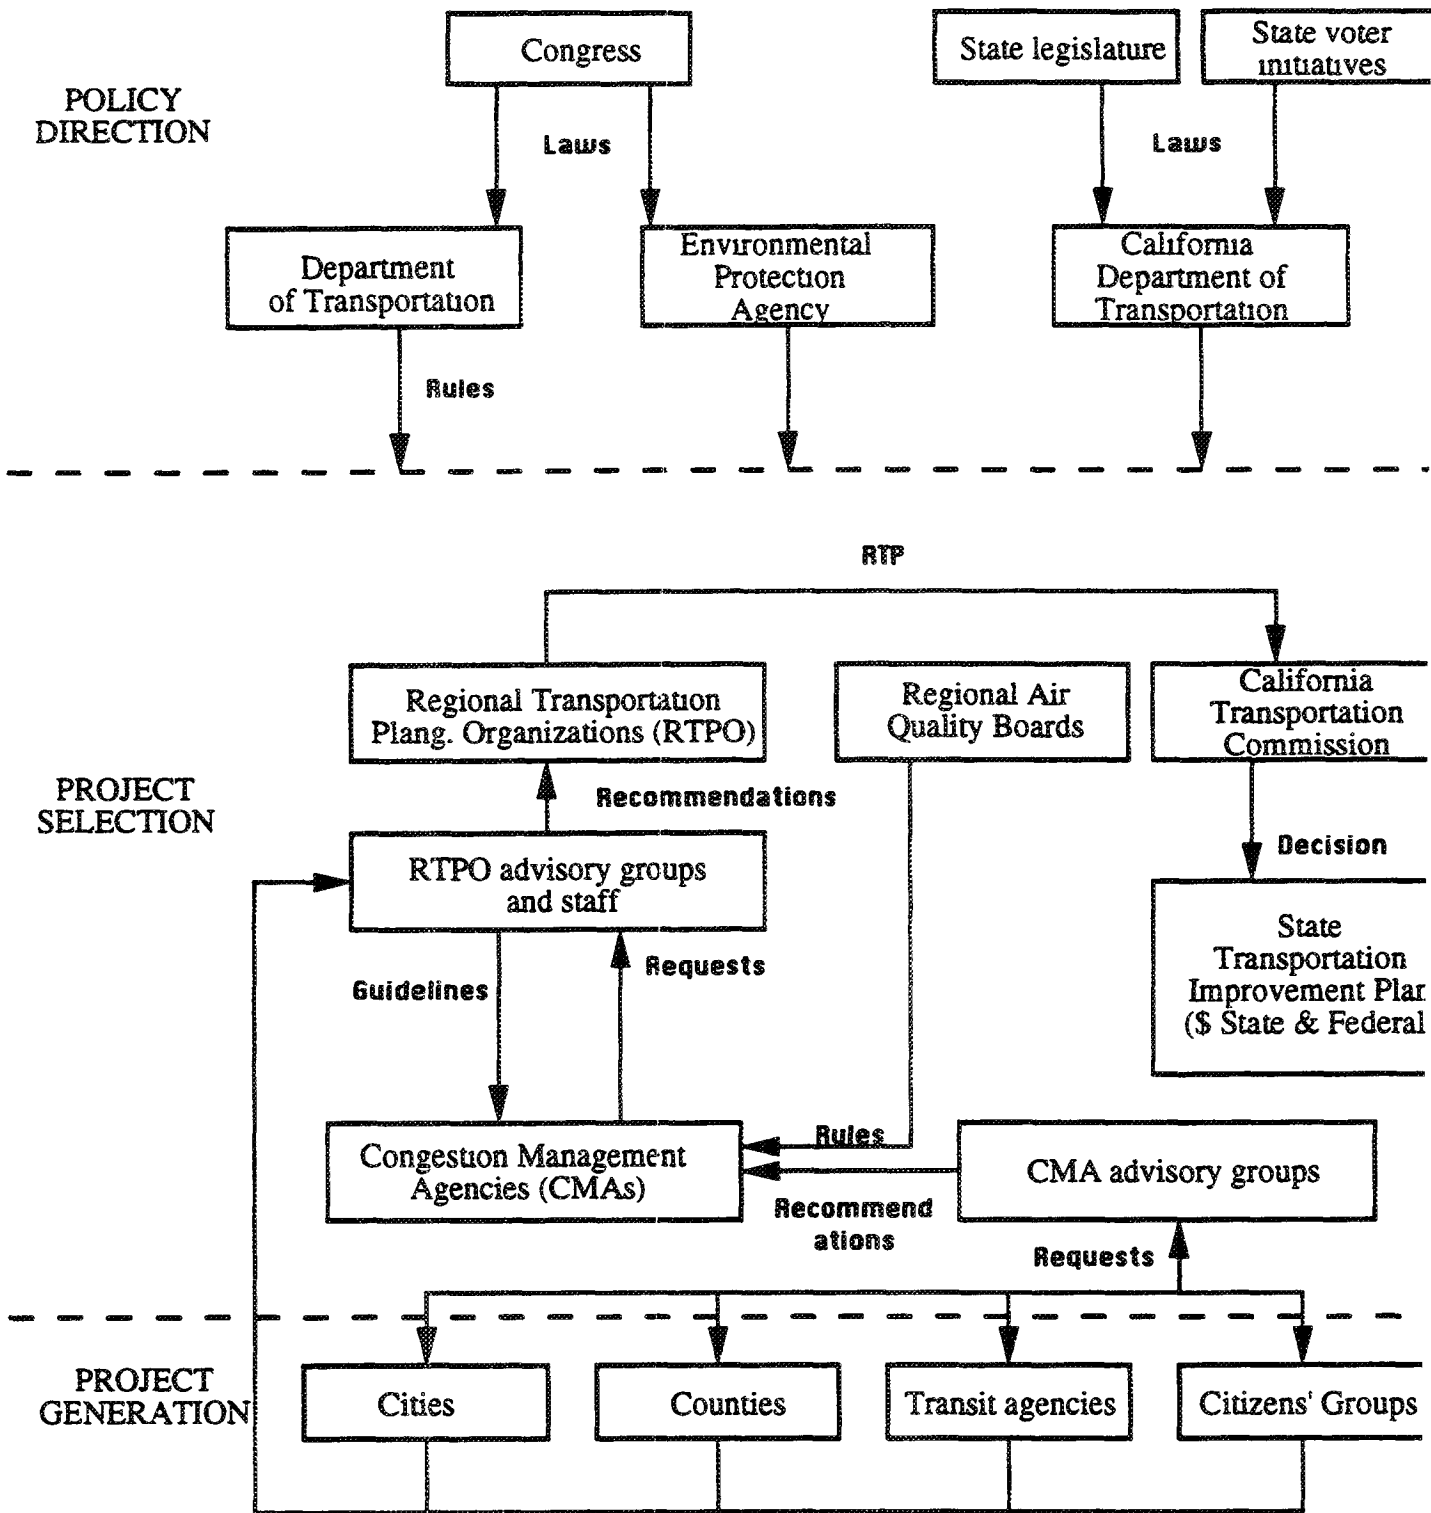 Congress
State legislature
State voter
initiatives
POLICY
DIRECTION
Laws
Laws
Department
of Transportation
Environmental
Protection
Agency
California
Department of
Transportation
Rules
RTP
Regional Transportation
Plang. Organizations (RTPO)
Regional Air
Quality Boards
California
Transportation
Commission
PROJECT
SELECTION
Recommendations
Decision
RTPO advisory groups
and staff
State
Transportation
Improvement Plan
($ State & Federal
Guidelines
Requests
Congestion Management
Agencies (CMAs)
Rules
CMA advisory groups
Recommend
ations
Requests
PROJECT
GENERATION
Cities
Counties
Transit agencies
Citizens' Groups